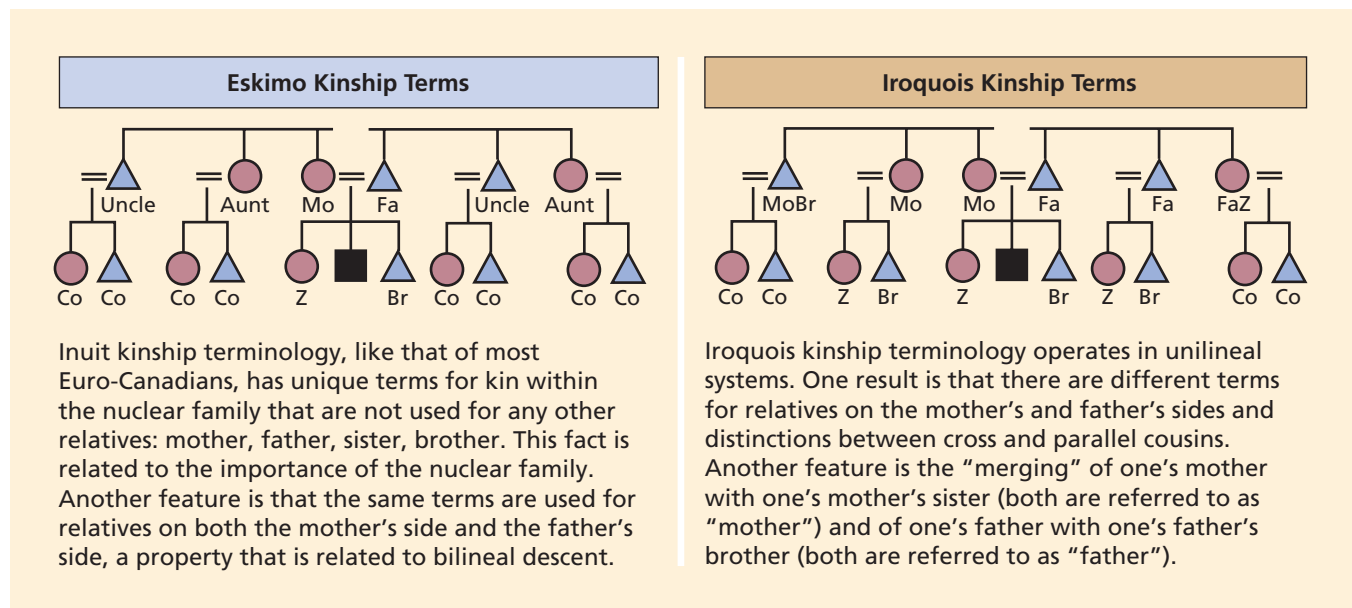 Eskimo Kinship Terms
Uncle Aunt Mo Fa Uncle Aunt
Co Co Co Co Z Br Co Co Co Co
Inuit kinship terminology, like that of most
Euro-Canadians, has unique terms for kin within
the nuclear family that are not used for any other
relatives: mother, father, sister, brother. This fact is
related to the importance of the nuclear family.
Another feature is that the same terms are used for
relatives on both the mother’s side and the father’s
side, a property that is related to bilineal descent.
Iroquois Kinship Terms
MoBr Mo Mo Fa Fa FaZ
Co Co Z Br Z Br Z Br Co Co
Iroquois kinship terminology operates in unilineal
systems. One result is that there are different terms
for relatives on the mother’s and father’s sides and
distinctions between cross and parallel cousins.
Another feature is the “merging” of one’s mother
with one’s mother’s sister (both are referred to as
“mother”) and of one’s father with one’s father’s
brother (both are referred to as “father”).